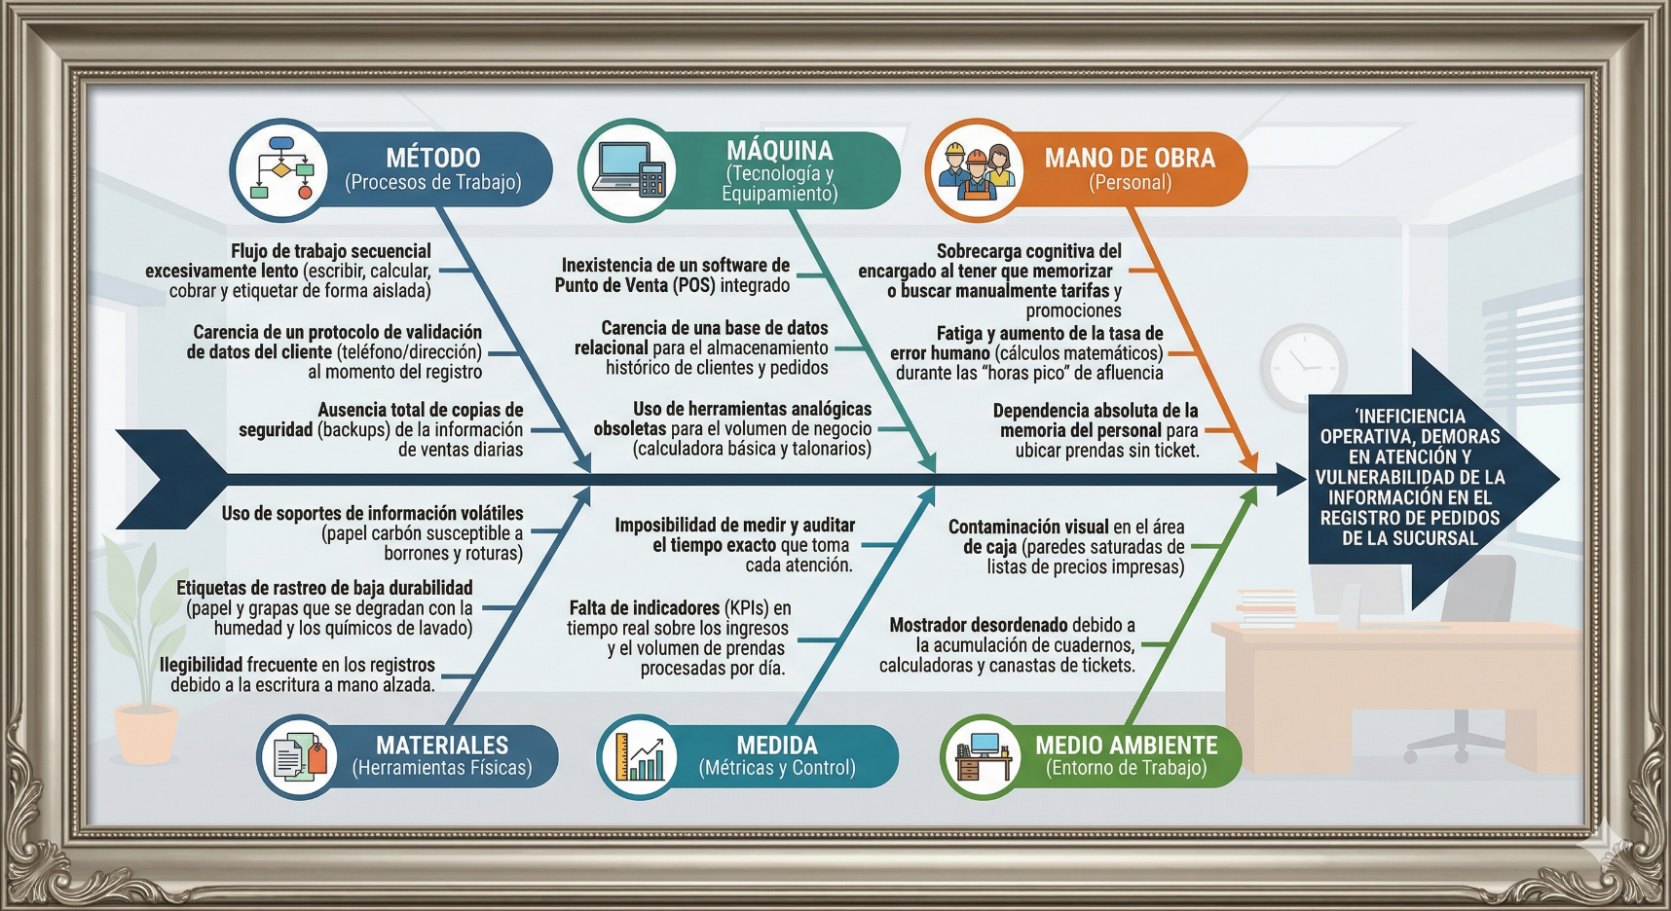 MÉTODO
(Procesos de Trabajo)
Flujo de trabajo secuencial
excesivamente lento (escribir, calcular,
cobrar y etiquetar de forma aislada)
Carencia de un protocolo de validación
de datos del cliente (teléfono/dirección)
al momento del registro
Ausencia total de copias de
seguridad (backups) de la información
de ventas diarias
MÁQUINA
(Tecnología y
Equipamiento)
Inexistencia de un software de
Punto de Venta (POS) integrado
Carencia de una base de datos
relacional para el almacenamiento
histórico de clientes y pedidos
Uso de herramientas analógicas
obsoletas para el volumen de negocio
(calculadora básica y talonarios)
MANO DE OBRA
(Personal)
Sobrecarga cognitiva del
encargado al tener que memorizar
o buscar manualmente tarifas y
promociones
Fatiga y aumento de la tasa de
error humano (cálculos matemáticos)
durante las “horas pico” de afluencia
Dependencia absoluta de la
memoria del personal para
ubicar prendas sin ticket.
‘INEFICIENCIA
OPERATIVA, DEMORAS
EN ATENCIÓN Y
VULNERABILIDAD DE LA
INFORMACIÓN EN EL
REGISTRO DE PEDIDOS
DE LA SUCURSAL
Uso de soportes de información volátiles
(papel carbón susceptible a
borrones y roturas)
Etiquetas de rastreo de baja durabilidad
(papel y grapas que se degradan con la
humedad y los químicos de lavado)
Ilegibilidad frecuente en los registros
debido a la escritura a mano alzada.
MATERIALES
(Herramientas Físicas)
Imposibilidad de medir y auditar
el tiempo exacto que toma
cada atención.
Falta de indicadores (KPIs) en
tiempo real sobre los ingresos
y el volumen de prendas
procesadas por día.
MEDIDA
(Métricas y Control)
Contaminación visual en el área
de caja (paredes saturadas de
listas de precios impresas)
Mostrador desordenado debido a
la acumulación de cuadernos,
calculadoras y canastas de tickets.
MEDIO AMBIENTE
(Entorno de Trabajo)